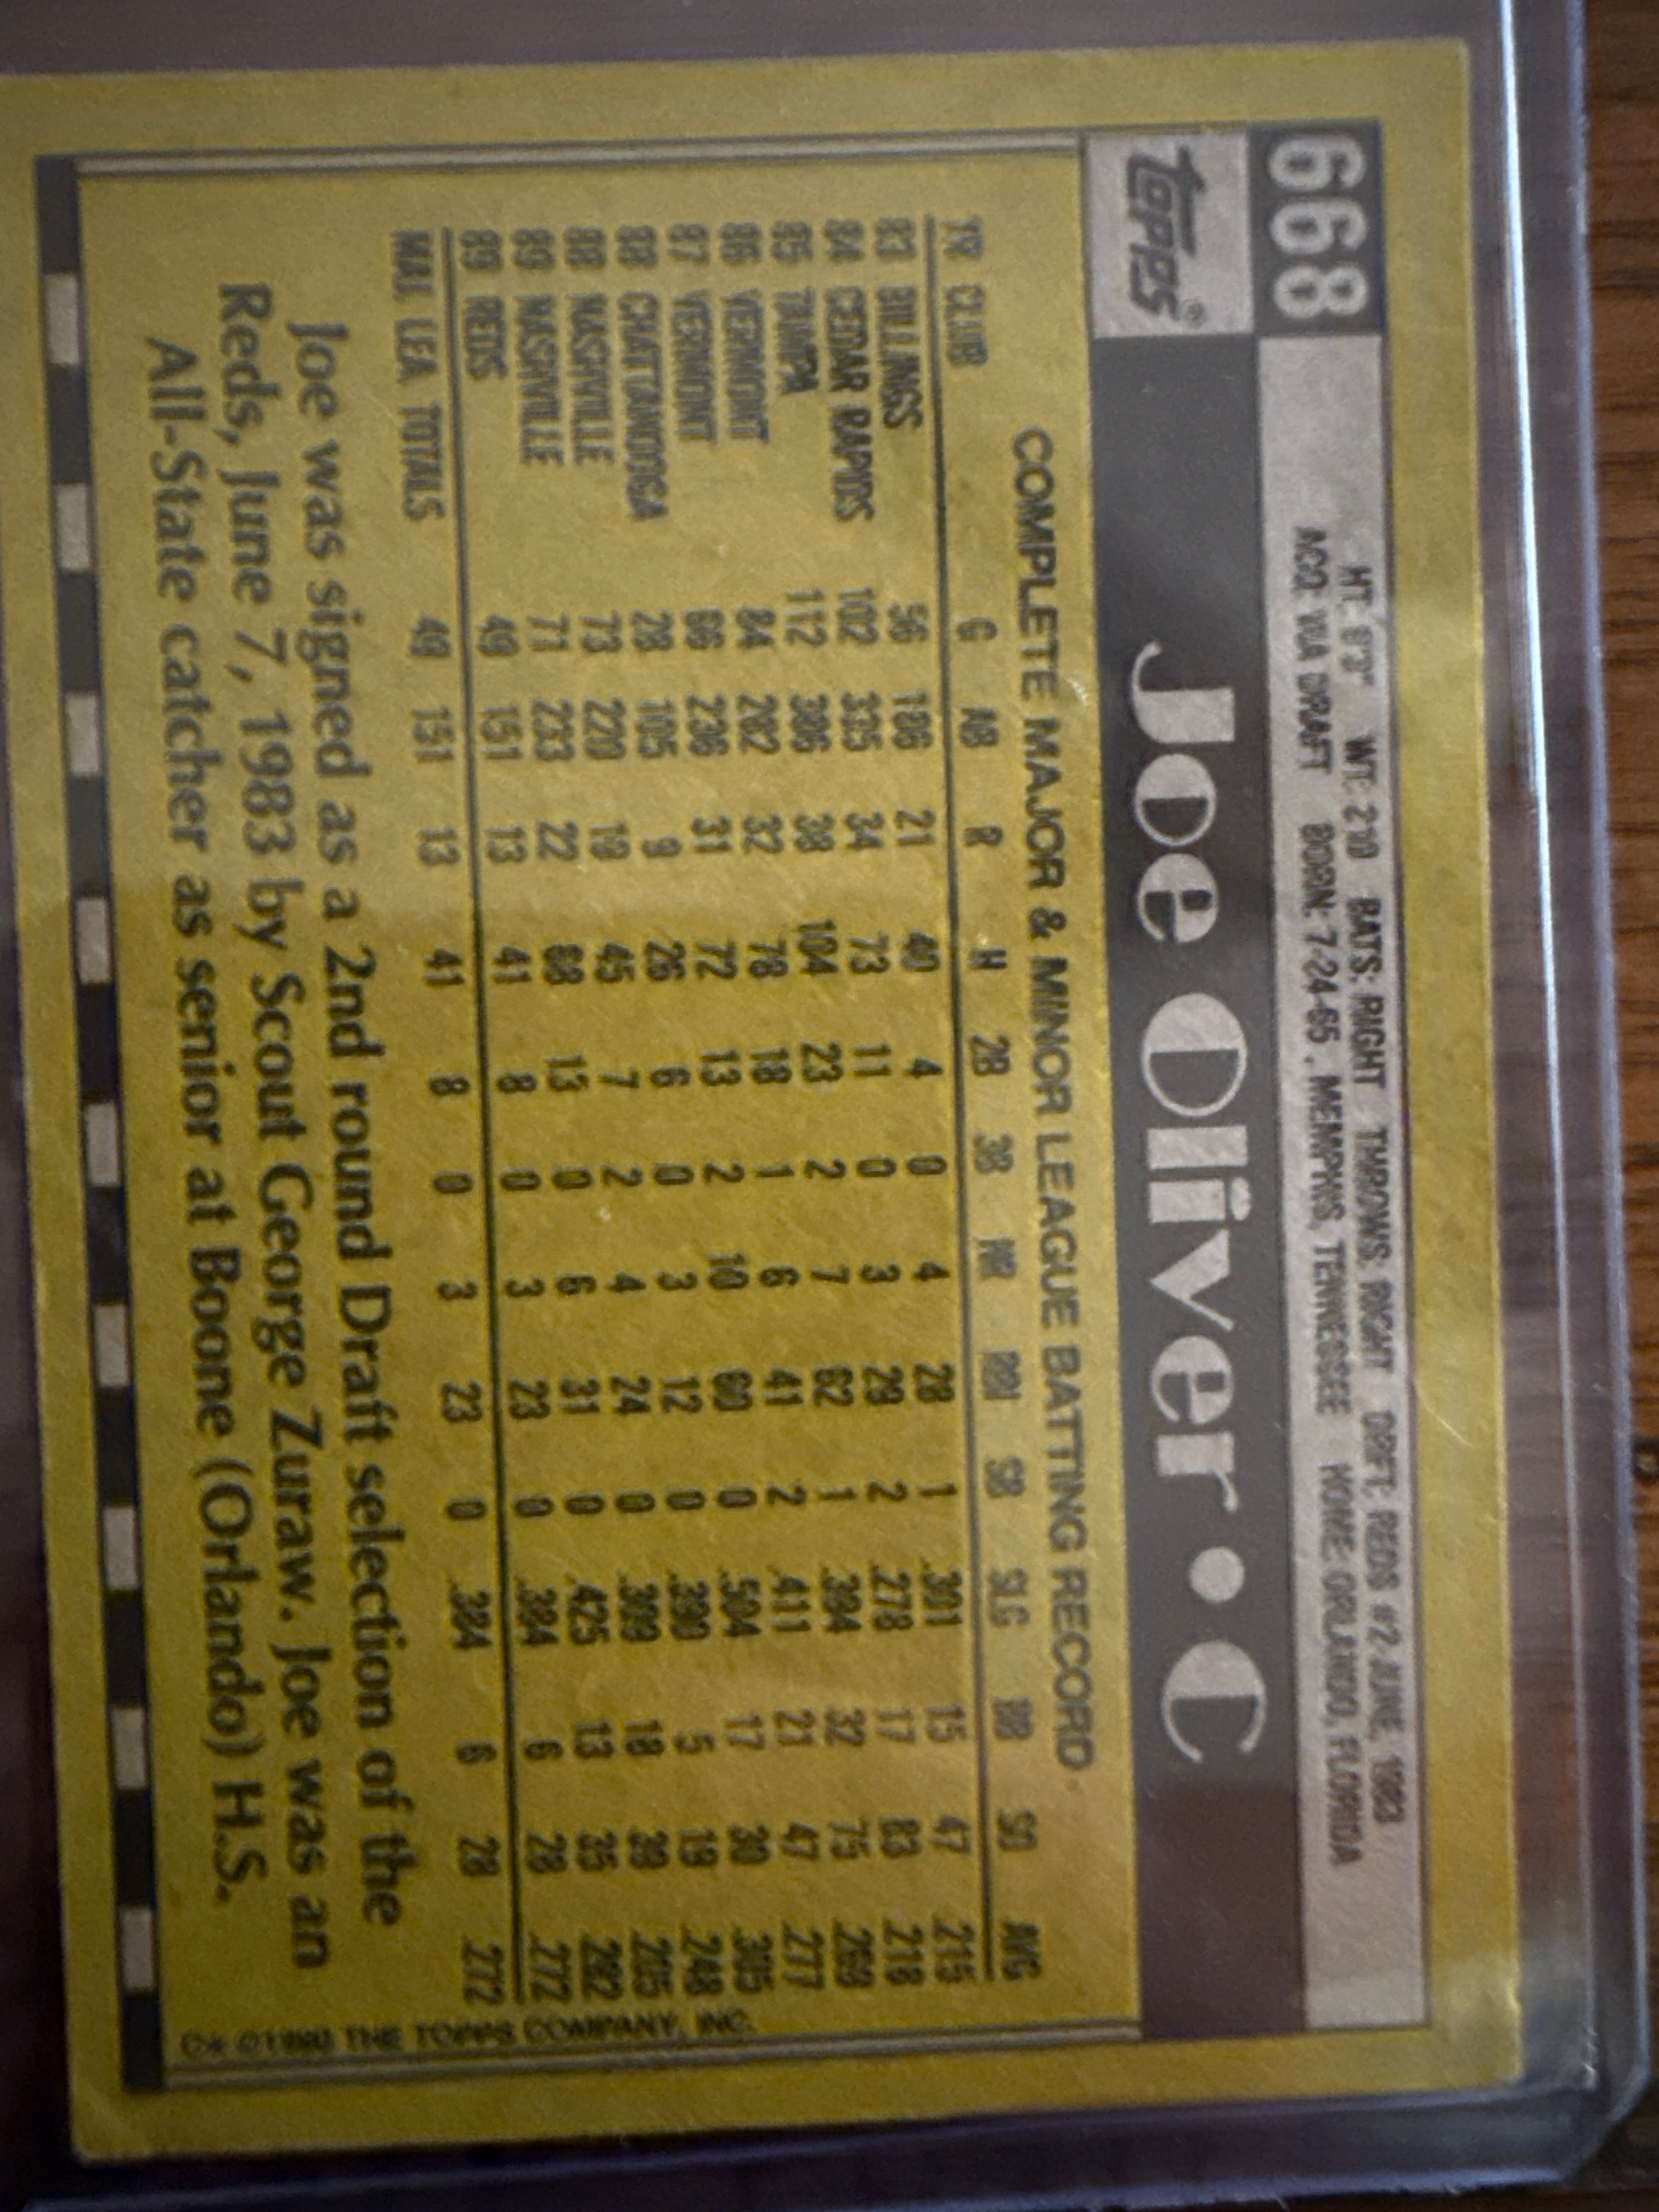 668
HT: 6'3" WT: 210 BATS: RIGHT THROWS: RIGHT DRFT: REDS #2-JUNE, 1983
ACQ: VIA DRAFT BORN: 7-24-65, MEMPHIS, TENNESSEE HOME: ORLANDO, FLORIDA
Topps®
Joe Oliver • C
COMPLETE MAJOR & MINOR LEAGUE BATTING RECORD
YR CLUB G AB R H 2B 3B HR RBI SB SLG BB SO AVG
83 BILLINGS 56 186 21 40 4 0 4 28 1 .301 15 47 .215
84 CEDAR RAPIDS 102 335 34 73 11 0 3 29 2 .278 17 83 .218
85 TAMPA 112 386 38 104 23 2 7 62 1 .394 32 75 .269
86 VERMONT 84 282 32 78 18 1 6 41 2 .411 21 47 .277
87 VERMONT 66 236 31 72 13 2 10 60 0 .504 17 30 .305
88 CHATTANOOGA 28 105 9 26 6 0 3 12 0 .390 5 19 .248
88 NASHVILLE 73 220 19 45 7 2 4 24 0 .309 18 39 .205
89 NASHVILLE 71 233 22 68 13 0 6 31 0 .425 13 35 .292
89 REDS 49 151 13 41 8 0 3 23 0 .384 6 28 .272
MAJ. LEA. TOTALS 49 151 13 41 8 0 3 23 0 .384 6 28 .272
Joe was signed as a 2nd round Draft selection of the
Reds, June 7, 1983 by Scout George Zuraw. Joe was an
All-State catcher as senior at Boone (Orlando) H.S.
©1990 THE TOPPS COMPANY, INC.